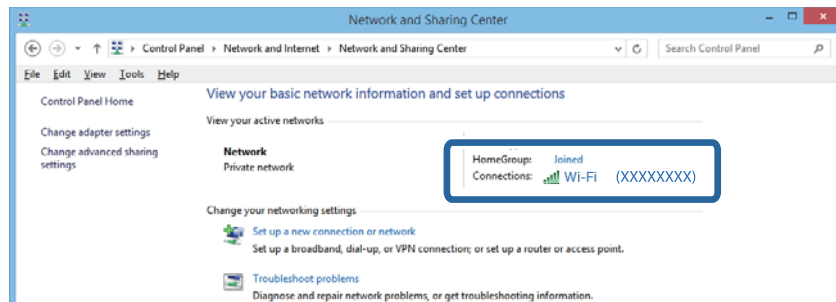 Network and Sharing Center
Control Panel Network and Internet Network and Sharing Center Search Control Panel
File Edit View Tools Help
Control Panel Home
Change adapter settings
Change advanced sharing settings
View your basic network information and set up connections
View your active networks
Network
Private network
HomeGroup: Joined
Connections: Wi-Fi (XXXXXXXX)
Change your networking settings
Set up a new connection or network
Set up a broadband, dial-up, or VPN connection; or set up a router or access point.
Troubleshoot problems
Diagnose and repair network problems, or get troubleshooting information.